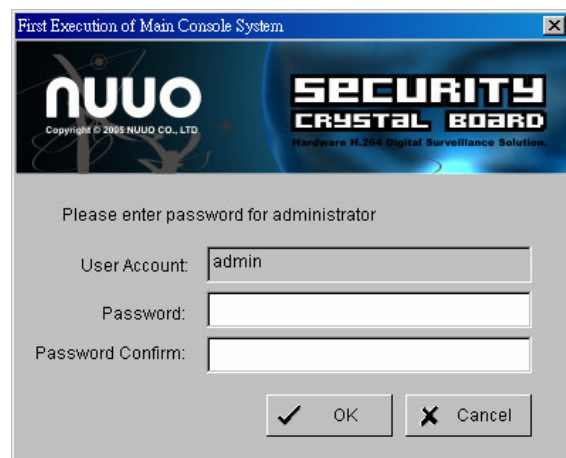 First Execution of Main Console System
nuuo
Copyright © 2005 NUUO CO., LTD
SECURITY
CRYSTAL BOARD
Hardware H.264 Digital Surveillance Solution.
Please enter password for administrator
User Account:
admin
Password:
Password Confirm:
OK
Cancel